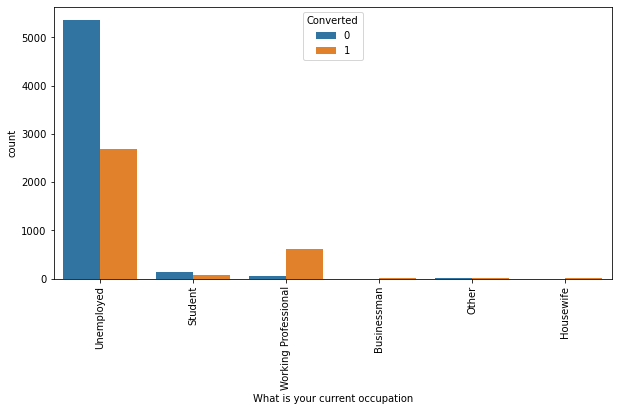 Converted
0
1
5000
4000
3000
2000
1000
0
count
Unemployed
Student
Working Professional
Businessman
Other
Housewife
What is your current occupation